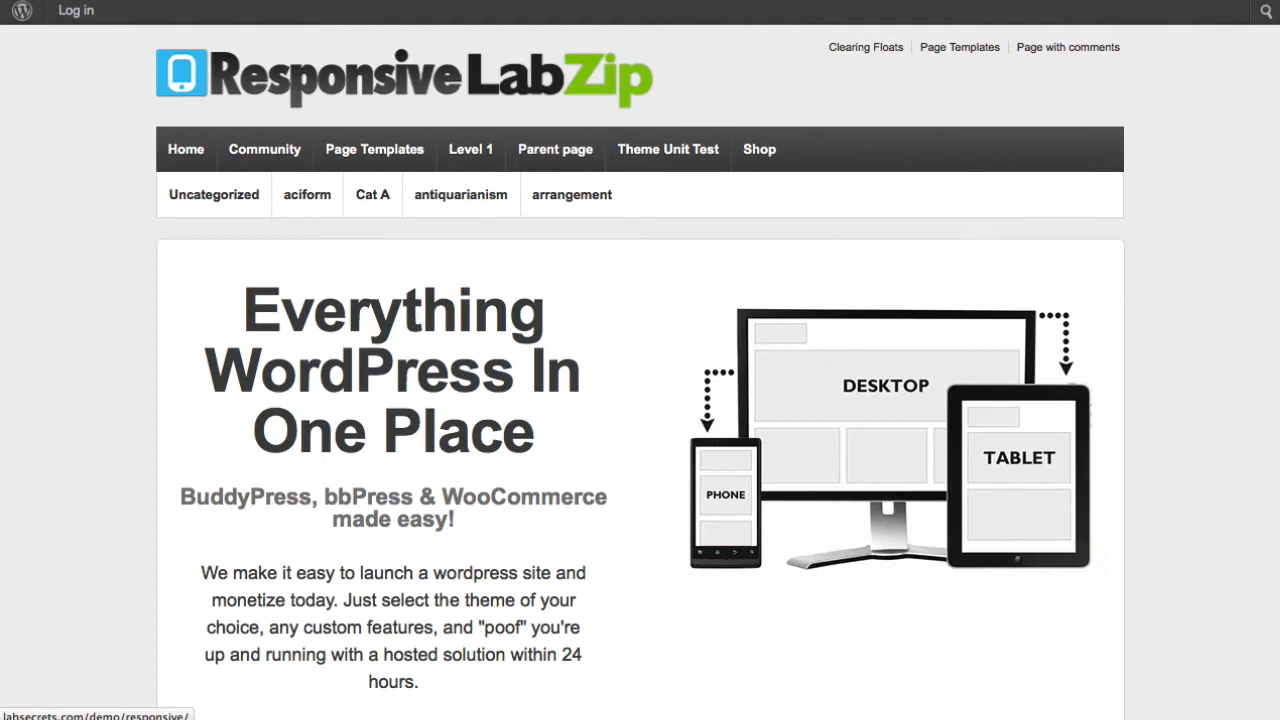 Log in
Clearing Floats
Page Templates
Page with comments
Responsive LabZip
Home
Community
Page Templates
Level 1
Parent page
Theme Unit Test
Shop
Uncategorized
aciform
Cat A
antiquarianism
arrangement
Everything
WordPress In
One Place
BuddyPress, bbPress & WooCommerce
made easy!
We make it easy to launch a wordpress site and
monetize today. Just select the theme of your
choice, any custom features, and "poof" you're
up and running with a hosted solution within 24
hours.
DESKTOP
TABLET
PHONE
labsecrets.com/demo/responsive/